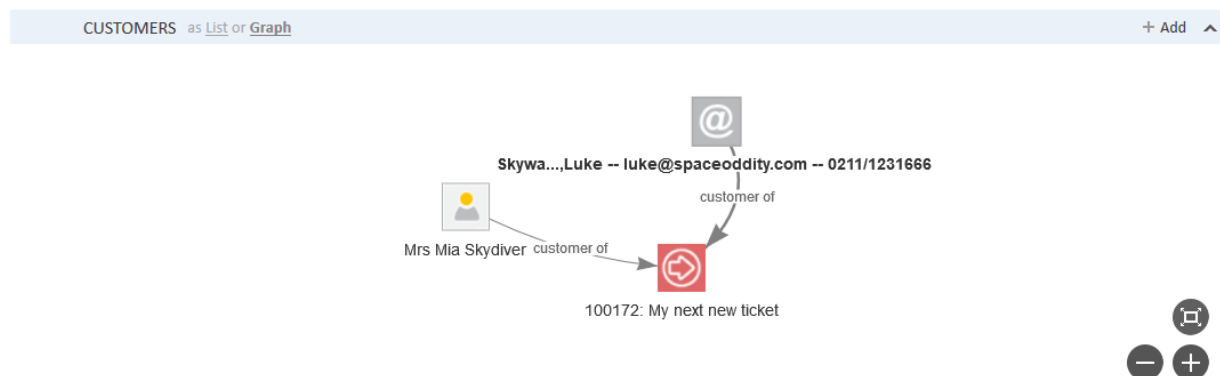 CUSTOMERS as List or Graph
+ Add
@
Skywa...,Luke -- luke@spaceoddity.com -- 0211/1231666
customer of
Mrs Mia Skydiver
customer of
100172: My next new ticket